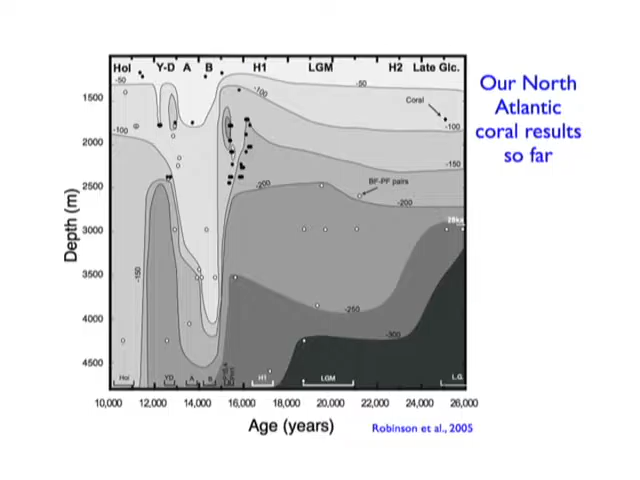 Hol Y-D A B H1 LGM H2 Late Glc.
Our North
Atlantic
coral results
so far
-50
-50
-100
Coral
-100
-100
-150
BF-PF pairs
-200
-200
-150
-250
-300
Hol YD A B H1 LGM L.G.
1500
2000
2500
3000
3500
4000
4500
Depth (m)
10,000 12,000 14,000 16,000 18,000 20,000 22,000 24,000 26,000
Age (years)
Robinson et al., 2005